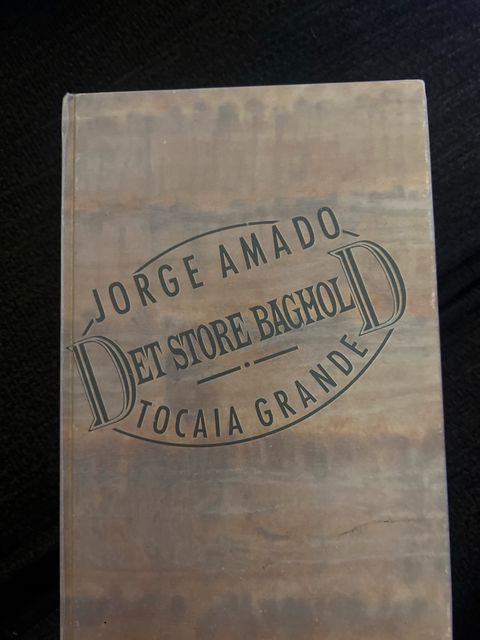 JORGE AMADO
DET STORE BAGHOLD
TOCAIA GRANDE